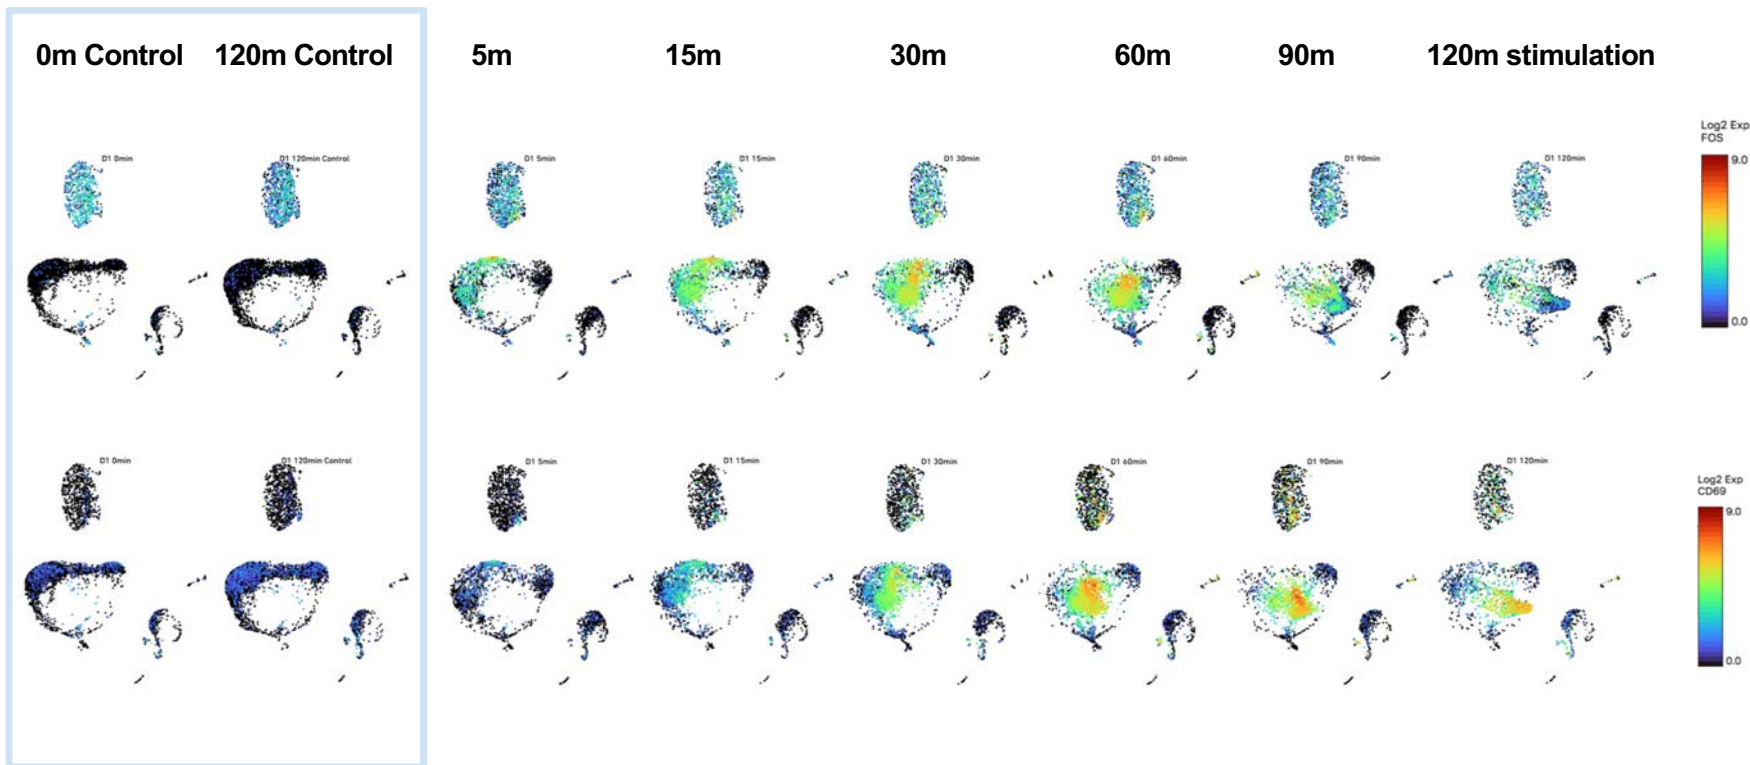 0m Control 120m Control 5m 15m 30m 60m 90m 120m stimulation
Log2 Exp
FOS
9.0
D1 0min D1 120min Control D1 5min D1 15min D1 30min D1 60min D1 90min D1 120min
0.0
D1 0min D1 120min Control D1 5min D1 15min D1 30min D1 60min D1 90min D1 120min
Log2 Exp
CD69
9.0
0.0